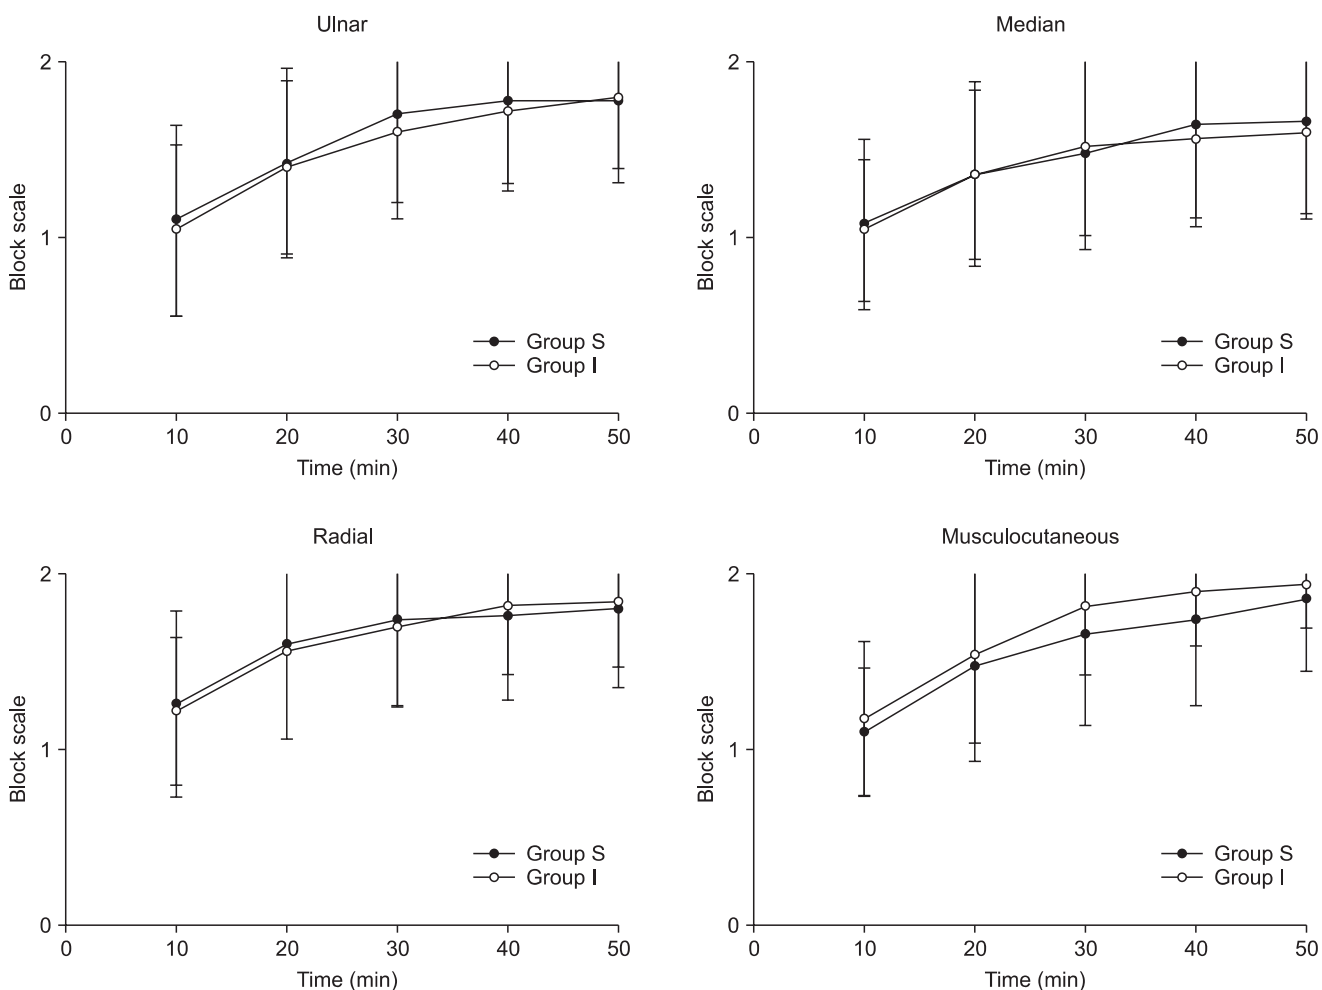 Ulnar
2
1
0
Block scale
Group S
Group I
0 10 20 30 40 50
Time (min)
Median
2
1
0
Block scale
Group S
Group I
0 10 20 30 40 50
Time (min)
Radial
2
1
0
Block scale
Group S
Group I
0 10 20 30 40 50
Time (min)
Musculocutaneous
2
1
0
Block scale
Group S
Group I
0 10 20 30 40 50
Time (min)